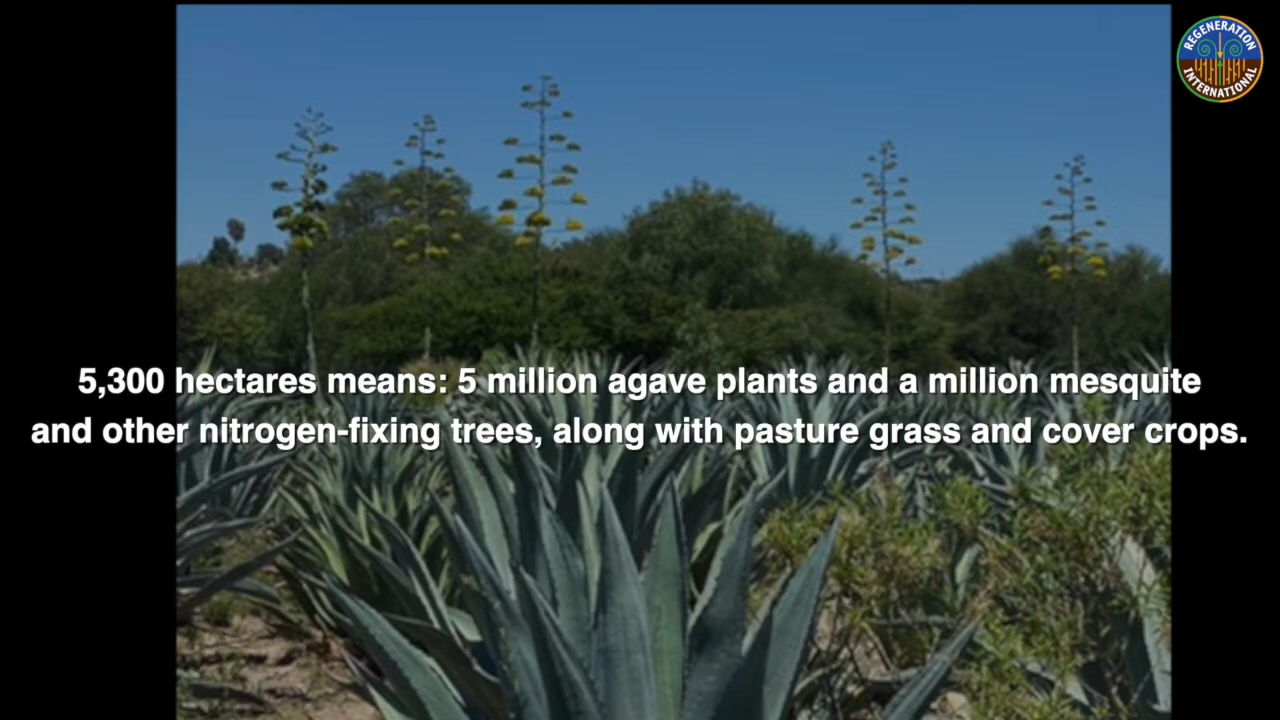 REGENERATION
INTERNATIONAL
5,300 hectares means: 5 million agave plants and a million mesquite
and other nitrogen-fixing trees, along with pasture grass and cover crops.